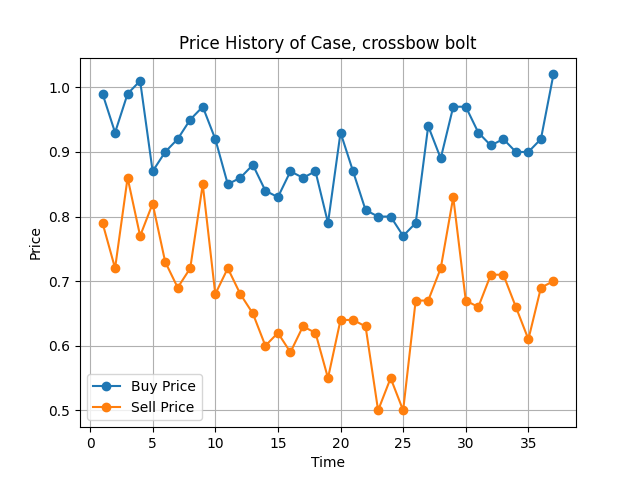 Price History of Case, crossbow bolt
Price
1.0
0.9
0.8
0.7
0.6
0.5
Buy Price
Sell Price
0 5 10 15 20 25 30 35
Time